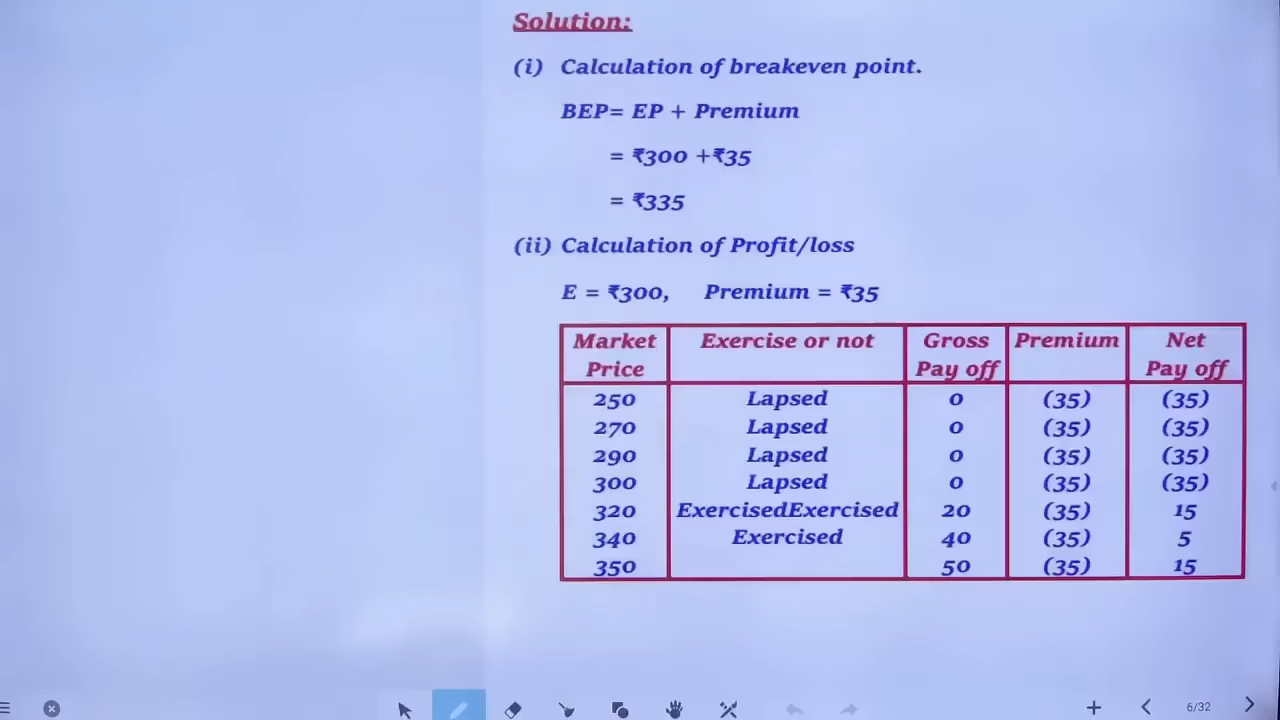 Solution:
(i) Calculation of breakeven point.
BEP= EP + Premium
= ₹300 +₹35
= ₹335
(ii) Calculation of Profit/loss
E = ₹300, Premium = ₹35
Market Price Exercise or not Gross Pay off Premium Net Pay off
250 Lapsed 0 (35) (35)
270 Lapsed 0 (35) (35)
290 Lapsed 0 (35) (35)
300 Lapsed 0 (35) (35)
320 ExercisedExercised 20 (35) 15
340 Exercised 40 (35) 5
350 50 (35) 15
6/32